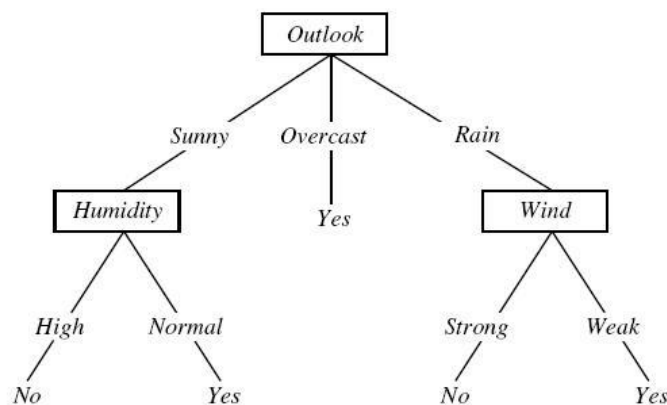 Outlook
Sunny Overcast Rain
Humidity Yes Wind
High Normal Strong Weak
No Yes No Yes